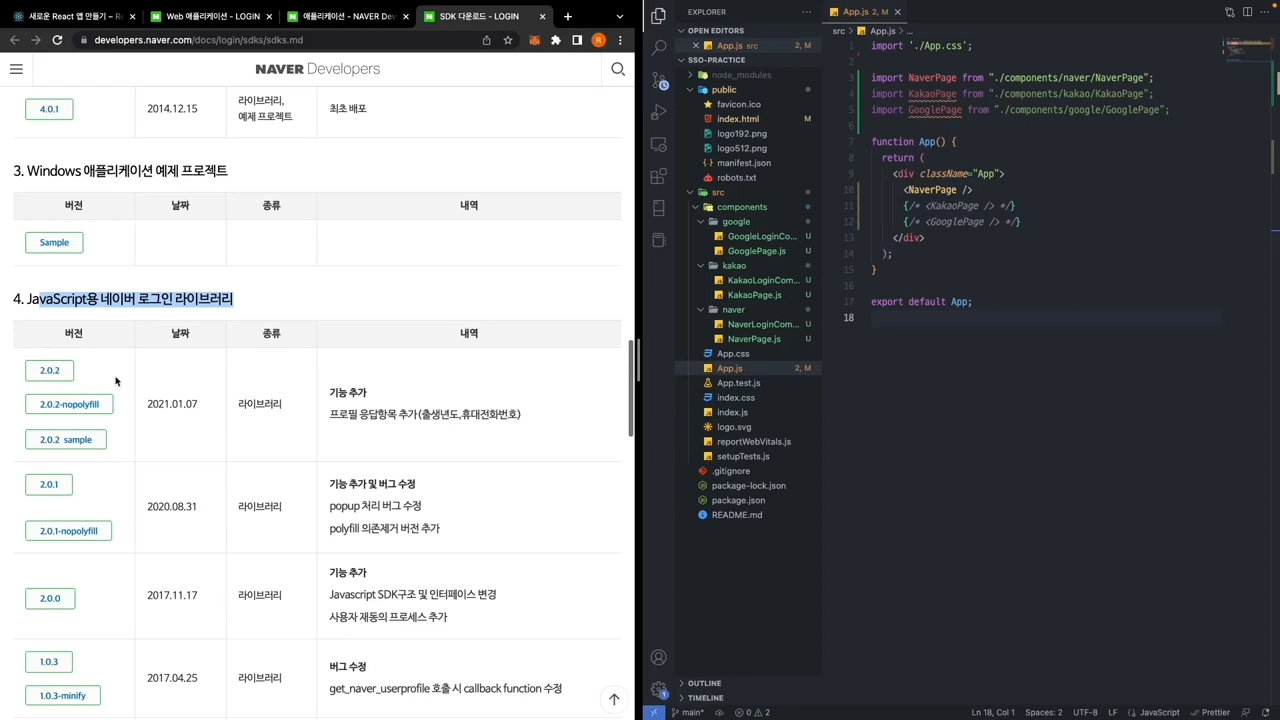 새로운 React 앱 만들기 – Re
Web 애플리케이션 - LOGIN
애플리케이션 - NAVER Dev
SDK 다운로드 - LOGIN
developers.naver.com/docs/login/sdks/sdks.md
R
NAVER Developers
4.0.1
2014.12.15
라이브러리,
예제 프로젝트
최초 배포
3. Windows 애플리케이션 예제 프로젝트
버전 날짜 종류 내역
Sample
4. JavaScript용 네이버 로그인 라이브러리
버전 날짜 종류 내역
2.0.2
2.0.2-nopolyfill
2.0.2 sample
2021.01.07
라이브러리
기능 추가
프로필 응답항목 추가(출생년도,휴대전화번호)
2.0.1
2.0.1-nopolyfill
2020.08.31
라이브러리
기능 추가 및 버그 수정
popup 처리 버그 수정
polyfill 의존제거 버전 추가
2.0.0
2017.11.17
라이브러리
기능 추가
Javascript SDK구조 및 인터페이스 변경
사용자 재동의 프로세스 추가
1.0.3
1.0.3-minify
2017.04.25
라이브러리
버그 수정
get_naver_userprofile 호출 시 callback function 수정
EXPLORER
OPEN EDITORS
App.js src 2, M
SSO-PRACTICE
node_modules
public
favicon.ico
index.html M
logo192.png
logo512.png
manifest.json
robots.txt
src
components
google
GoogleLoginCo... U
GooglePage.js U
kakao
KakaoLoginCom... U
KakaoPage.js U
naver
NaverLoginCom... U
NaverPage.js U
App.css
App.js 2, M
App.test.js
index.css
index.js
logo.svg
reportWebVitals.js
setupTests.js
.gitignore
package-lock.json
package.json
README.md
OUTLINE
TIMELINE
App.js 2, M
src > App.js > ...
1 import './App.css';
2
3 import NaverPage from "./components/naver/NaverPage";
4 import KakaoPage from "./components/kakao/KakaoPage";
5 import GooglePage from "./components/google/GooglePage";
6
7 function App() {
8 return (
9 <div className="App">
10 <NaverPage />
11 {/* <KakaoPage /> */}
12 {/* <GooglePage /> */}
13 </div>
14 );
15 }
16
17 export default App;
18
1
main* 0 2 Ln 18, Col 1 Spaces: 2 UTF-8 LF JavaScript Prettier